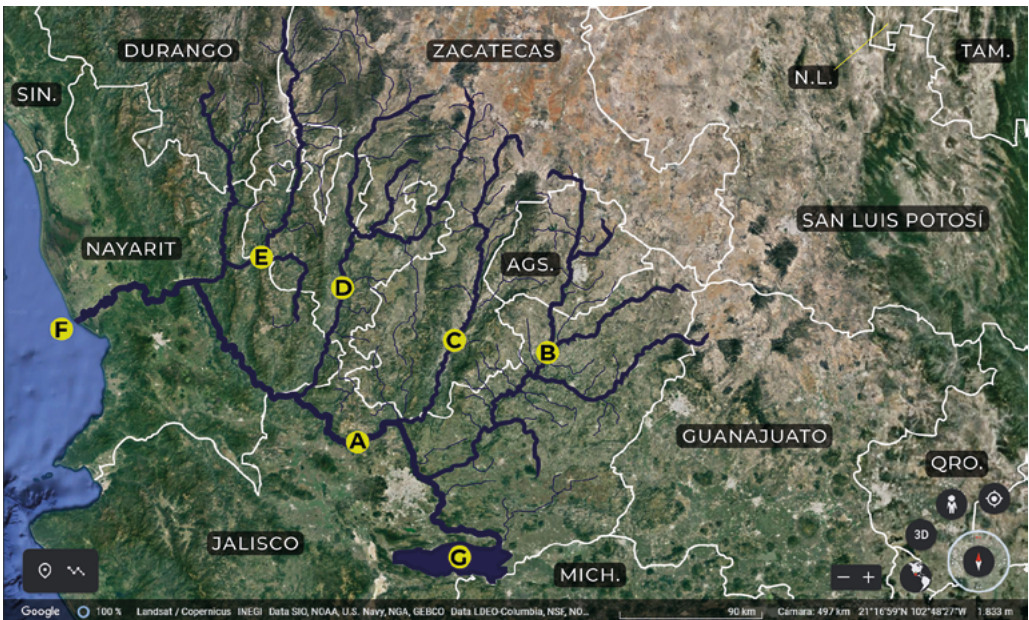 DURANGO
ZACATECAS
N.L.
TAM.
SIN.
NAYARIT
E
D
AGS.
SAN LUIS POTOSÍ
F
C
B
A
GUANAJUATO
QRO.
JALISCO
G
MICH.
3D
Google 100 % Landsat / Copernicus INEGI Data SIO, NOAA, U.S. Navy, NGA, GEBCO Data LDEO-Columbia, NSF, NO... 90 km Cámara: 497 km 21°16'59"N 102°48'27"W 1.833 m